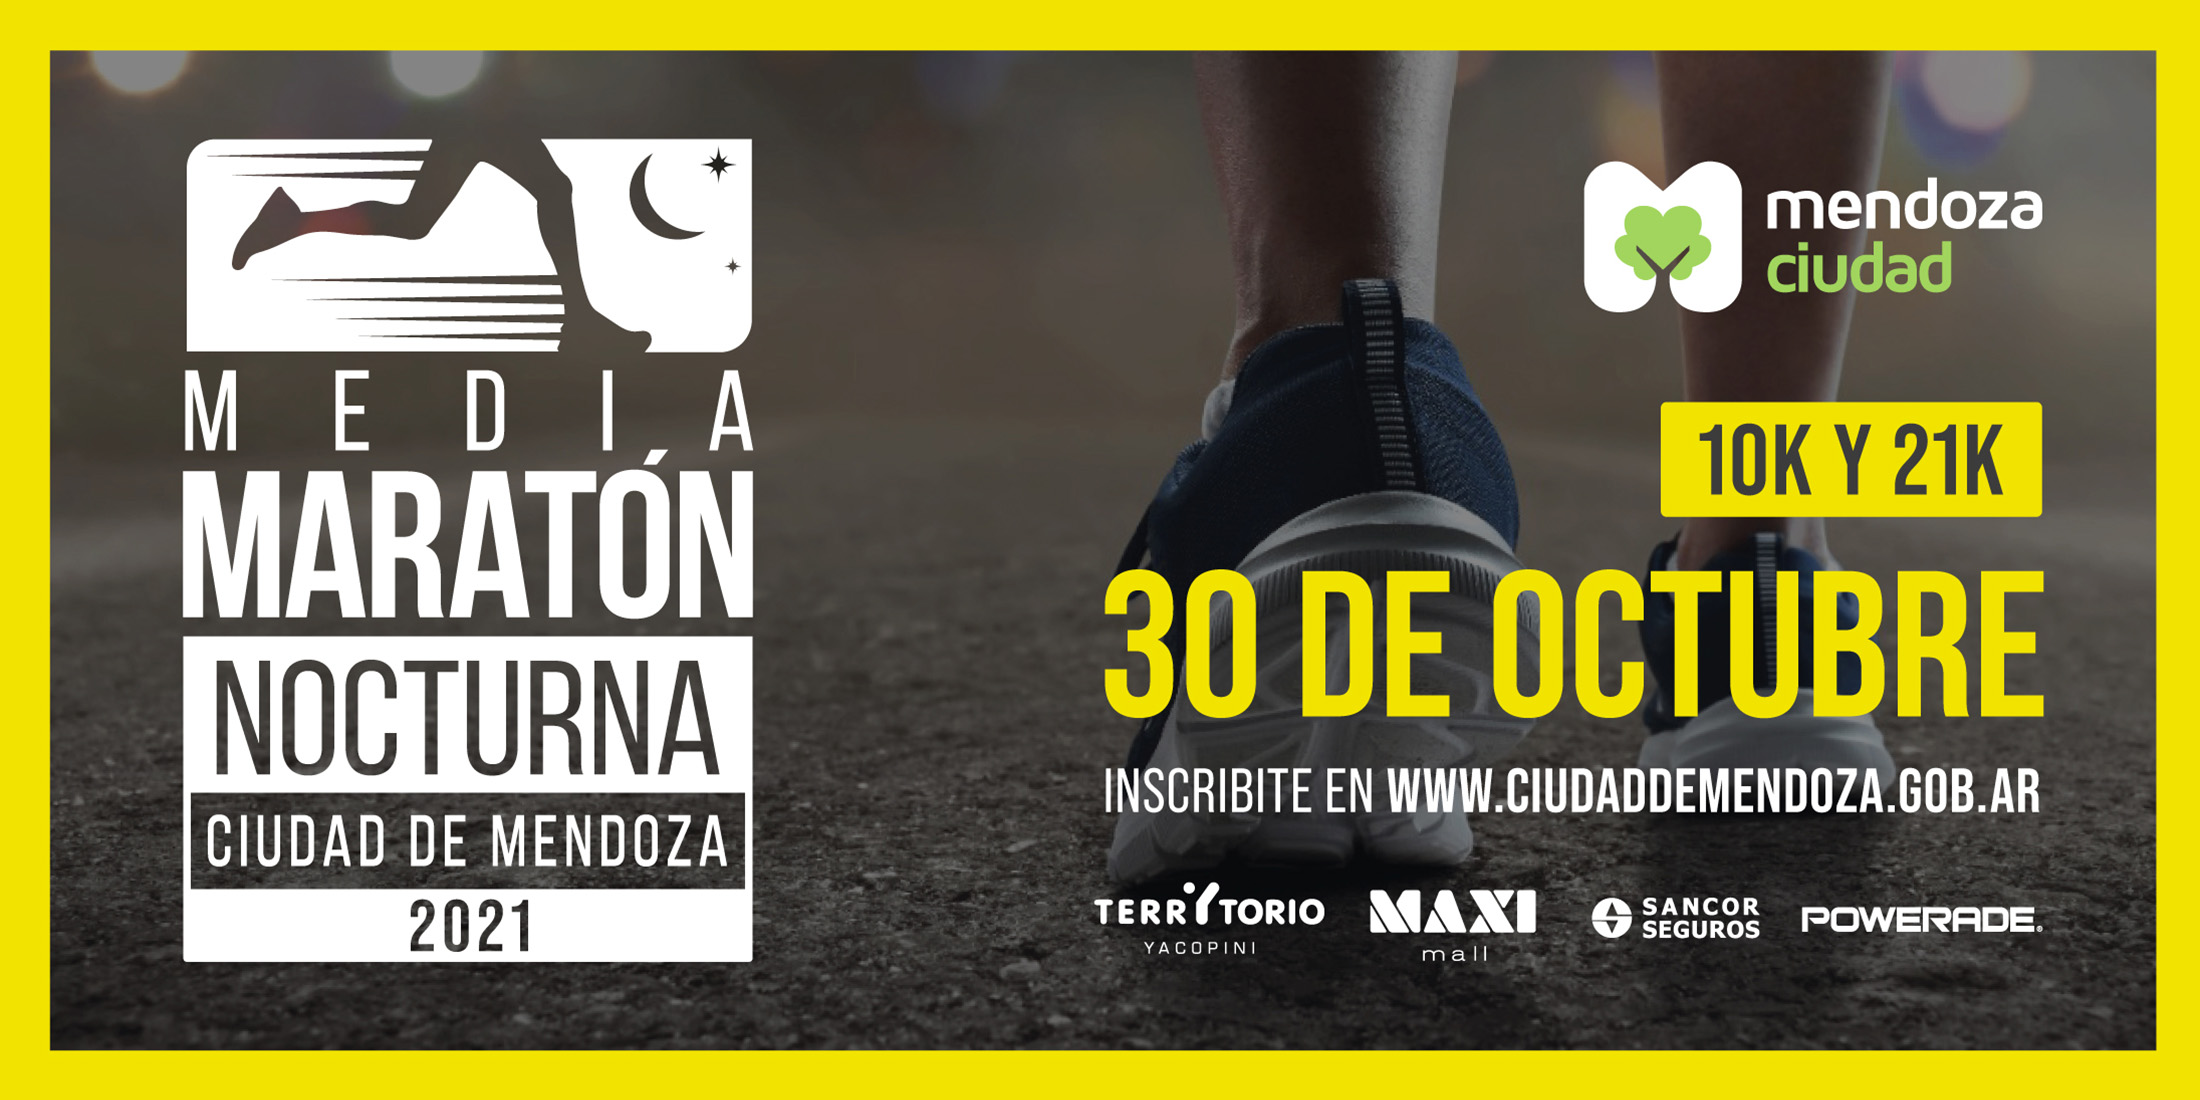 MEDIA
MARATÓN
NOCTURNA
CIUDAD DE MENDOZA
2021
mendoza
ciudad
10K Y 21K
30 DE OCTUBRE
INSCRIBITE EN WWW.CIUDADDEMENDOZA.GOB.AR
TERRYTORIO
YACOPINI
MAXI
mall
SANCOR
SEGUROS
POWERADE